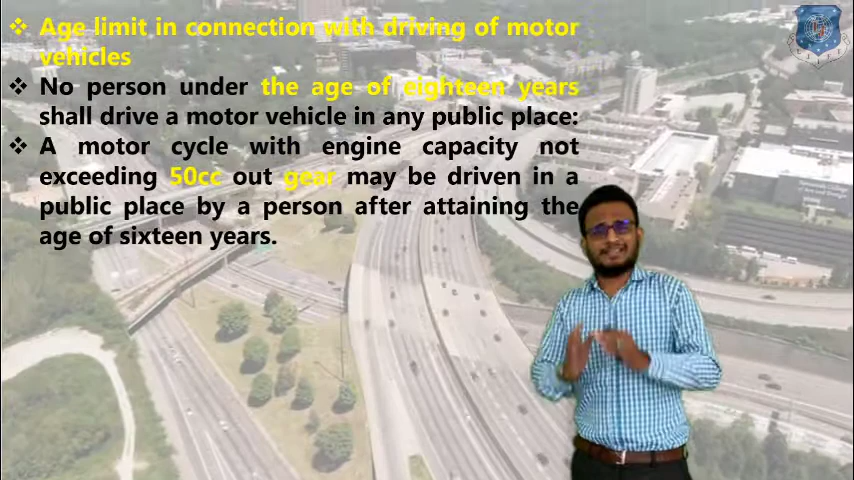 ❖ Age limit in connection with driving of motor
vehicles
❖ No person under the age of eighteen years
shall drive a motor vehicle in any public place:
❖ A motor cycle with engine capacity not
exceeding 50cc out gear may be driven in a
public place by a person after attaining the
age of sixteen years.